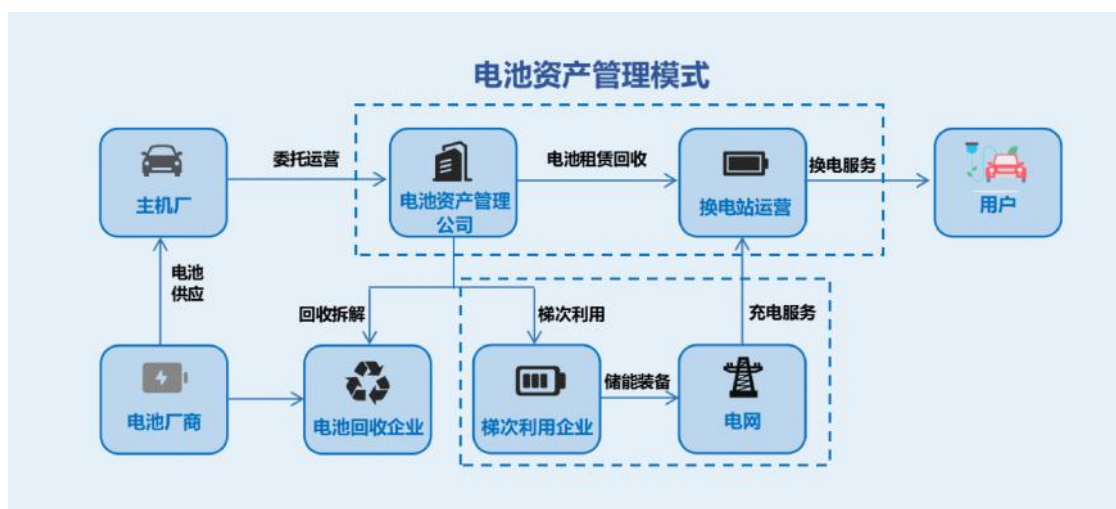 电池资产管理模式
委托运营
电池租赁回收
换电服务
主机厂
电池资产管理
公司
换电站运营
用户
电池
供应
回收拆解
梯次利用
充电服务
储能装备
电池厂商
电池回收企业
梯次利用企业
电网